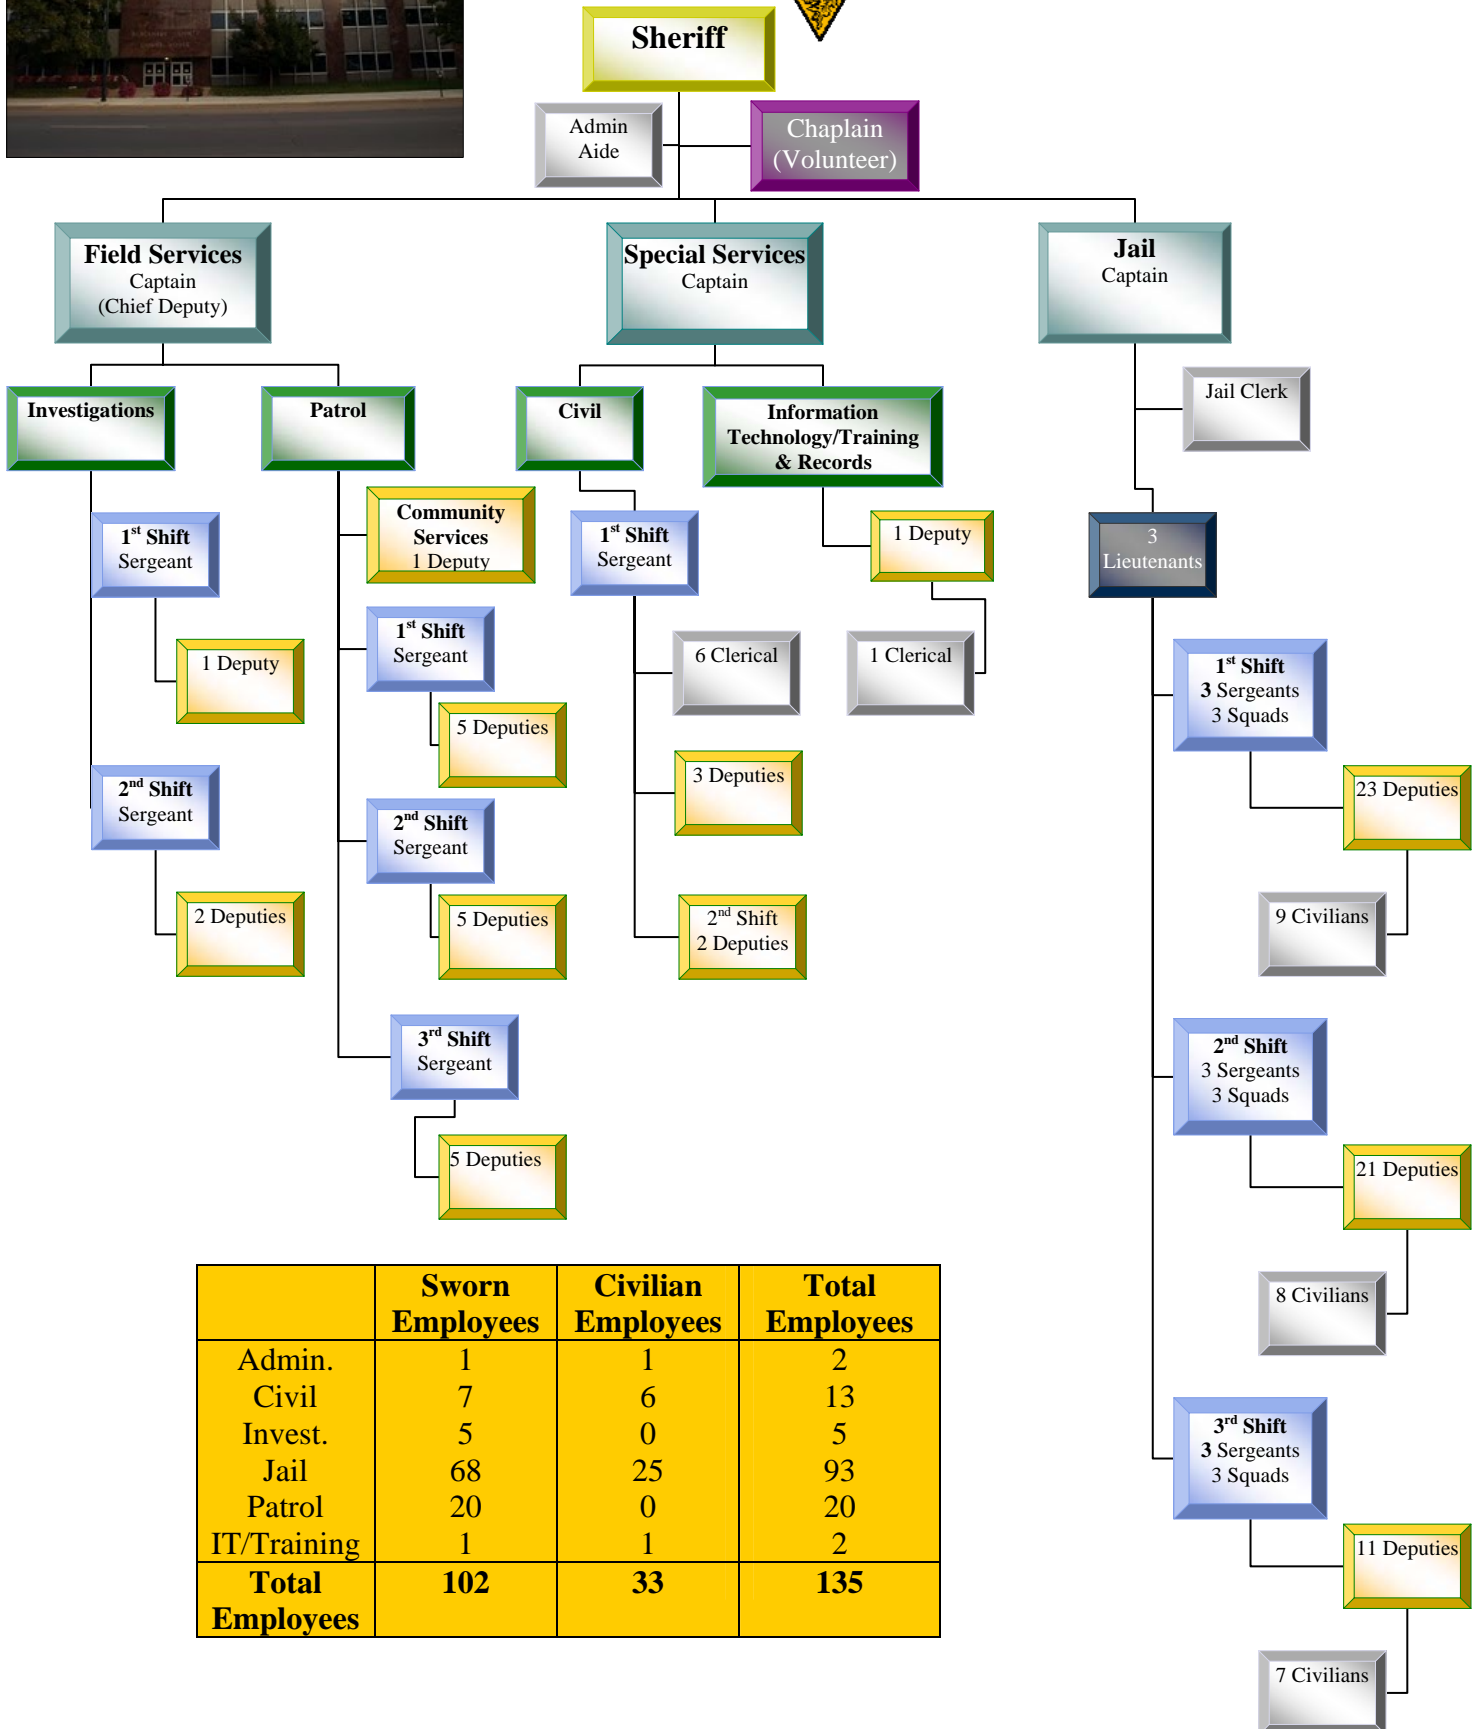 Sheriff
Admin
Aide
Chaplain
(Volunteer)
Field Services
Captain
(Chief Deputy)
Special Services
Captain
Jail
Captain
Investigations
Patrol
Civil
Information
Technology/Training
& Records
Jail Clerk
1st Shift
Sergeant
1 Deputy
2nd Shift
Sergeant
2 Deputies
Community
Services
1 Deputy
1st Shift
Sergeant
5 Deputies
2nd Shift
Sergeant
5 Deputies
3rd Shift
Sergeant
5 Deputies
1st Shift
Sergeant
6 Clerical
3 Deputies
2nd Shift
2 Deputies
1 Deputy
1 Clerical
3
Lieutenants
1st Shift
3 Sergeants
3 Squads
23 Deputies
9 Civilians
2nd Shift
3 Sergeants
3 Squads
21 Deputies
8 Civilians
3rd Shift
3 Sergeants
3 Squads
11 Deputies
7 Civilians
Sworn Employees Civilian Employees Total Employees
Admin. 1 1 2
Civil 7 6 13
Invest. 5 0 5
Jail 68 25 93
Patrol 20 0 20
IT/Training 1 1 2
Total Employees 102 33 135